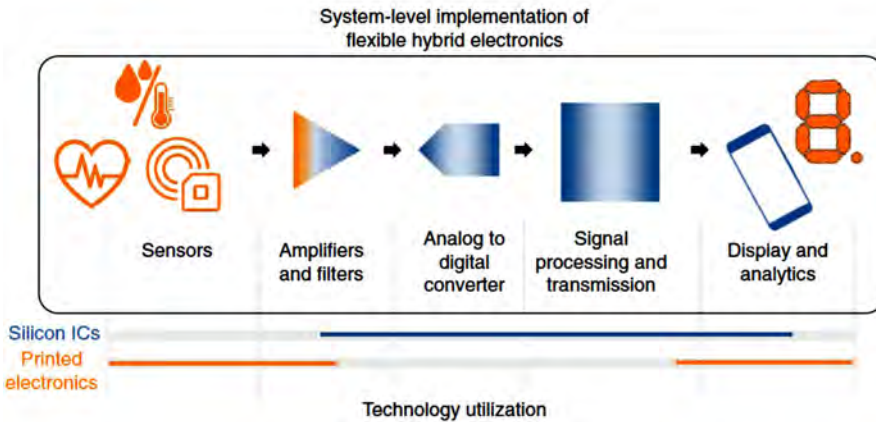 System-level implementation of
flexible hybrid electronics
Sensors
Amplifiers
and filters
Analog to
digital
converter
Signal
processing and
transmission
Display and
analytics
Silicon ICs
Printed
electronics
Technology utilization